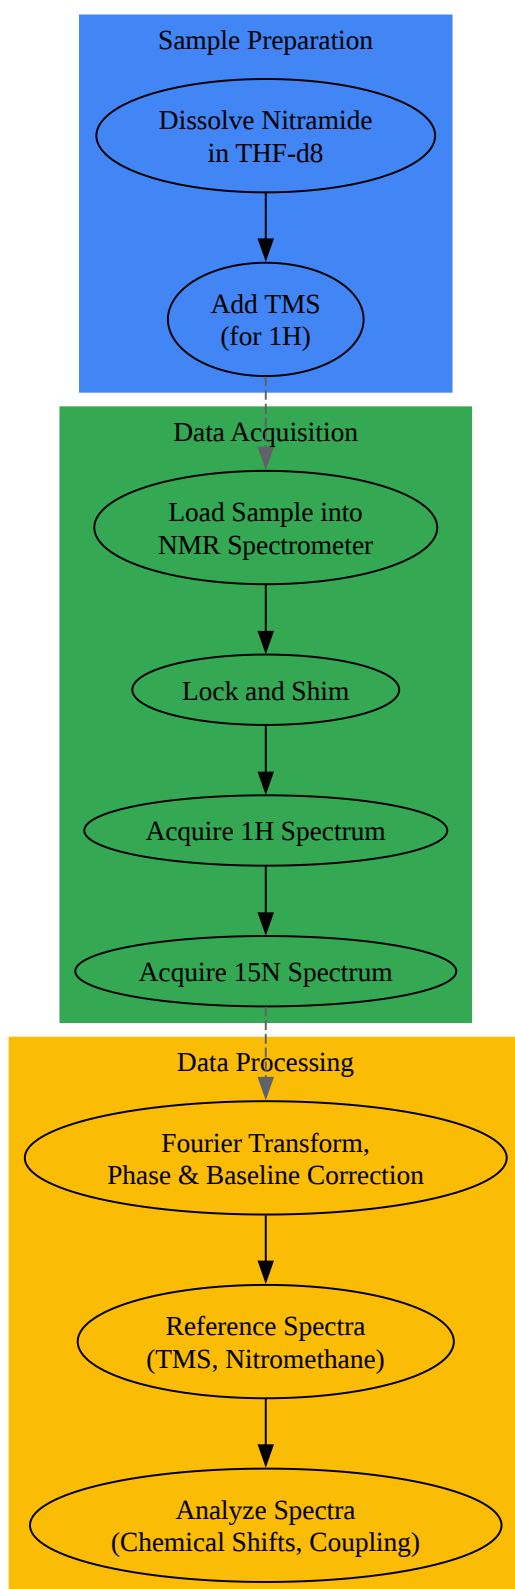 Sample Preparation
Dissolve Nitramide
in THF-d8
Add TMS
(for 1H)
Data Acquisition
Load Sample into
NMR Spectrometer
Lock and Shim
Acquire 1H Spectrum
Acquire 15N Spectrum
Data Processing
Fourier Transform,
Phase & Baseline Correction
Reference Spectra
(TMS, Nitromethane)
Analyze Spectra
(Chemical Shifts, Coupling)